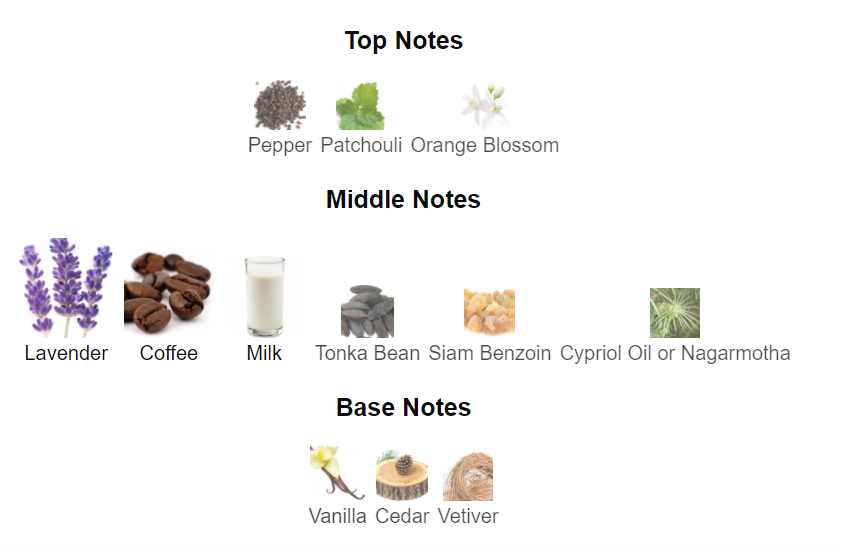 Top Notes
Pepper Patchouli Orange Blossom
Middle Notes
Lavender Coffee Milk Tonka Bean Siam Benzoin Cypriol Oil or Nagarmotha
Base Notes
Vanilla Cedar Vetiver